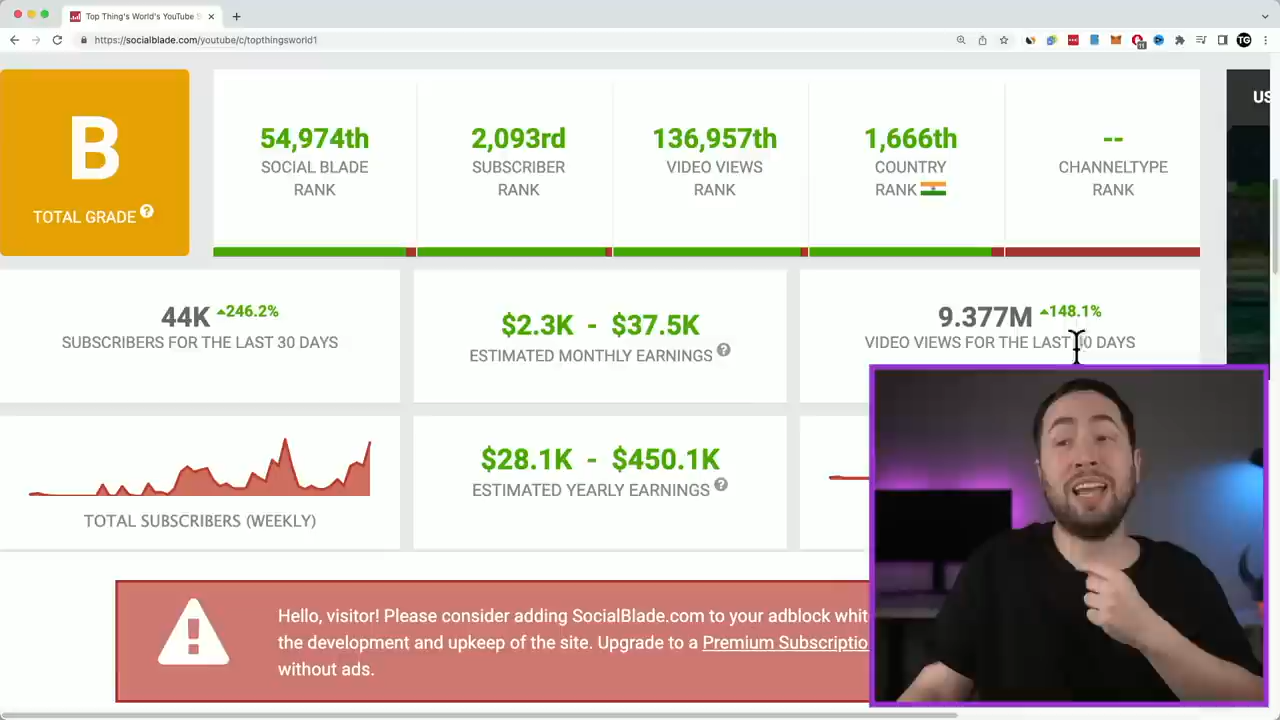 Top Thing's World's YouTube S
https://socialblade.com/youtube/c/topthingsworld1
TG
US
B
TOTAL GRADE ?
54,974th
SOCIAL BLADE
RANK
2,093rd
SUBSCRIBER
RANK
136,957th
VIDEO VIEWS
RANK
1,666th
COUNTRY
RANK
--
CHANNELTYPE
RANK
44K 246.2%
SUBSCRIBERS FOR THE LAST 30 DAYS
$2.3K - $37.5K
ESTIMATED MONTHLY EARNINGS ?
9.377M 148.1%
VIDEO VIEWS FOR THE LAST 30 DAYS
TOTAL SUBSCRIBERS (WEEKLY)
$28.1K - $450.1K
ESTIMATED YEARLY EARNINGS ?
Hello, visitor! Please consider adding SocialBlade.com to your adblock whit
the development and upkeep of the site. Upgrade to a Premium Subscriptio
without ads.